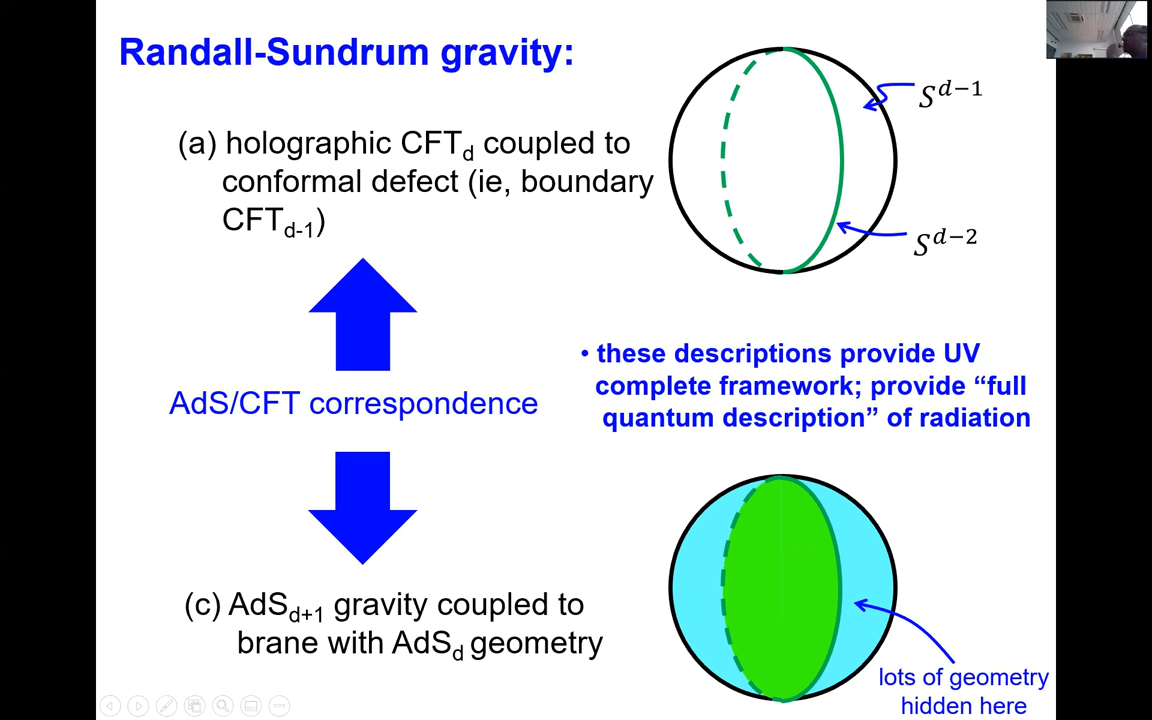 Randall-Sundrum gravity:
(a) holographic CFT_d coupled to
conformal defect (ie, boundary
CFT_{d-1})
S^{d−1}
S^{d−2}
AdS/CFT correspondence
• these descriptions provide UV
complete framework; provide “full
quantum description” of radiation
(c) AdS_{d+1} gravity coupled to
brane with AdS_d geometry
lots of geometry
hidden here